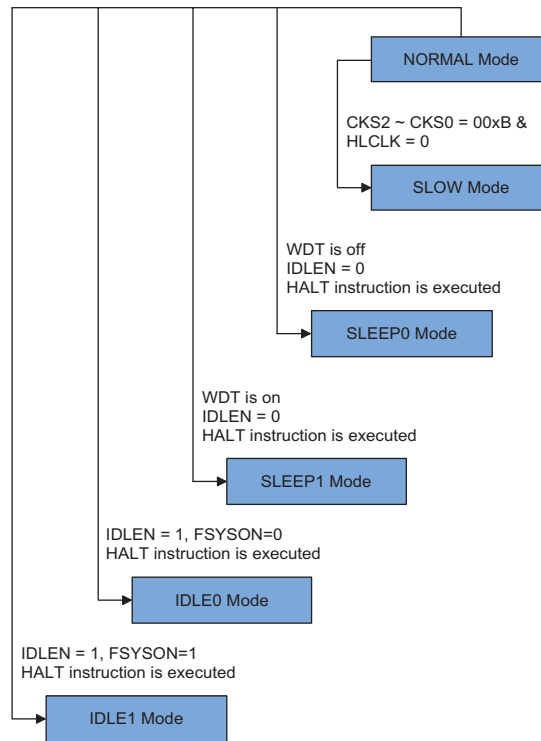 NORMAL Mode
CKS2 ~ CKS0 = 00xB &
HLCLK = 0
SLOW Mode
WDT is off
IDLEN = 0
HALT instruction is executed
SLEEP0 Mode
WDT is on
IDLEN = 0
HALT instruction is executed
SLEEP1 Mode
IDLEN = 1, FSYSON=0
HALT instruction is executed
IDLE0 Mode
IDLEN = 1, FSYSON=1
HALT instruction is executed
IDLE1 Mode